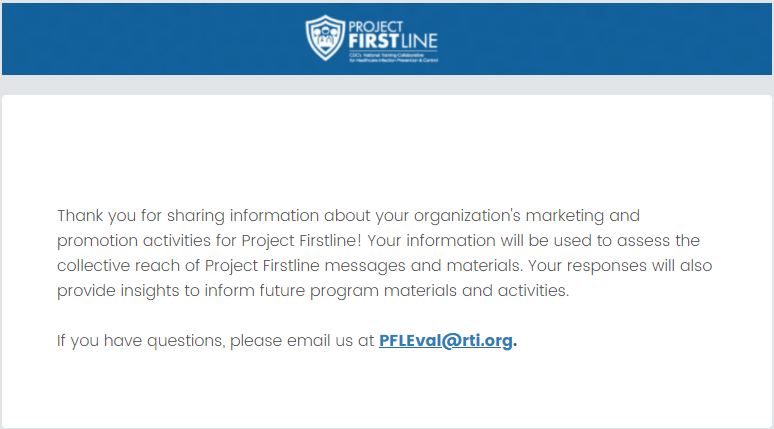 PROJECT
FIRSTLINE
CDC's National Training Collaborative
for Healthcare Infection Prevention & Control
Thank you for sharing information about your organization's marketing and
promotion activities for Project Firstline! Your information will be used to assess the
collective reach of Project Firstline messages and materials. Your responses will also
provide insights to inform future program materials and activities.
If you have questions, please email us at PFLEval@rti.org.